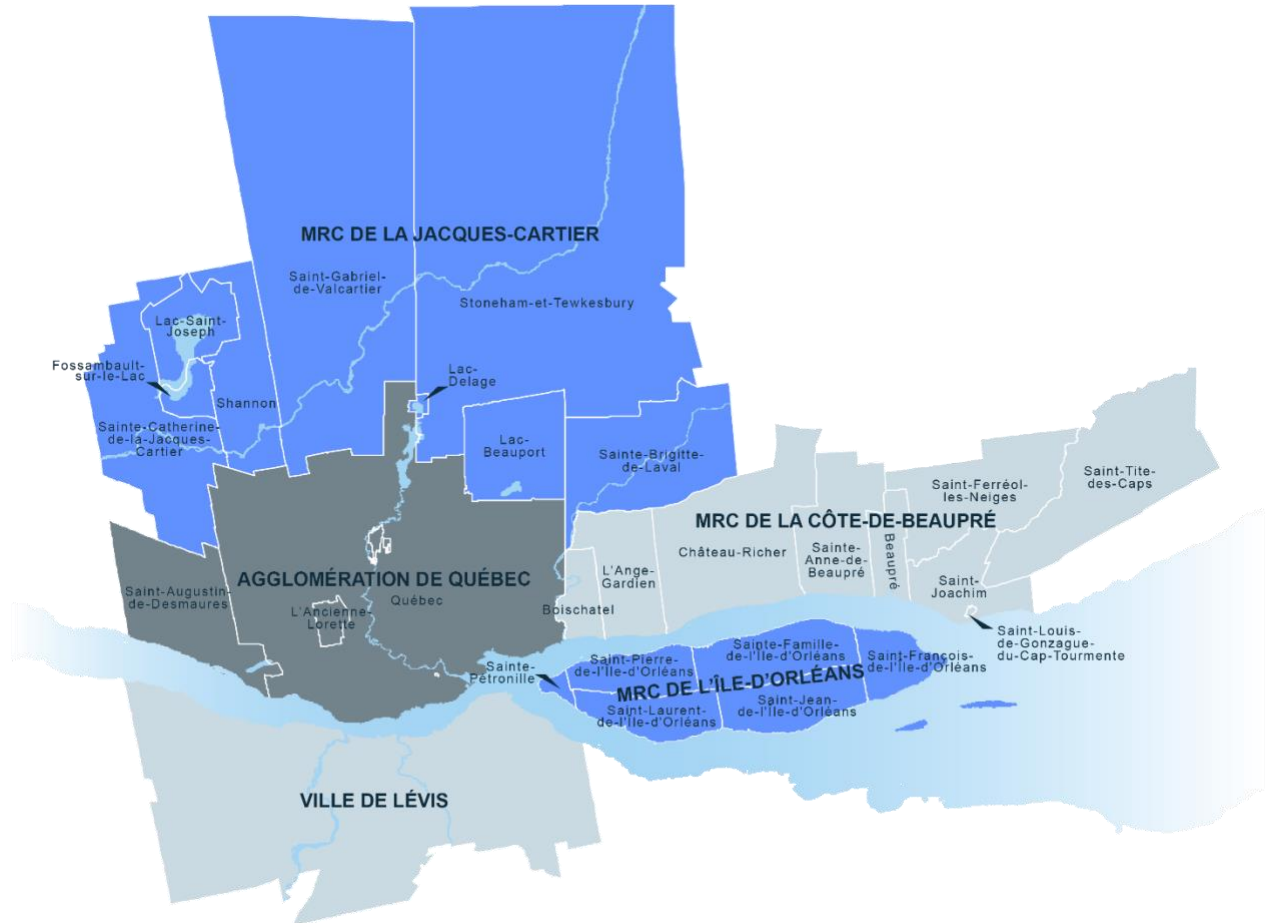 MRC DE LA JACQUES-CARTIER
Saint-Gabriel-
de-Valcartier
Stoneham-et-Tewkesbury
Lac-Saint-
Joseph
Fossambault-
sur-le-Lac
Lac-
Delage
Shannon
Sainte-Catherine-
de-la-Jacques-
Cartier
Lac-
Beauport
Sainte-Brigitte-
de-Laval
Saint-Tite-
des-Caps
Saint-Ferréol-
les-Neiges
MRC DE LA CÔTE-DE-BEAUPRÉ
Château-Richer
Sainte-
Anne-de-
Beaupré
Beaupré
L'Ange-
Gardien
Saint-
Joachim
Boischatel
AGGLOMÉRATION DE QUÉBEC
Québec
Saint-Augustin-
de-Desmaures
L'Ancienne-
Lorette
Saint-Louis-
de-Gonzague-
du-Cap-Tourmente
Sainte-
Pétronille
Saint-Pierre-
de-l'Ile-d'Orléans
Sainte-Famille-
de-l'Ile-d'Orléans
Saint-François-
de-l'Ile-d'Orléans
MRC DE L'ÎLE-D'ORLÉANS
Saint-Laurent-
de-l'Ile-d'Orléans
Saint-Jean-
de-l'Ile-d'Orléans
VILLE DE LÉVIS